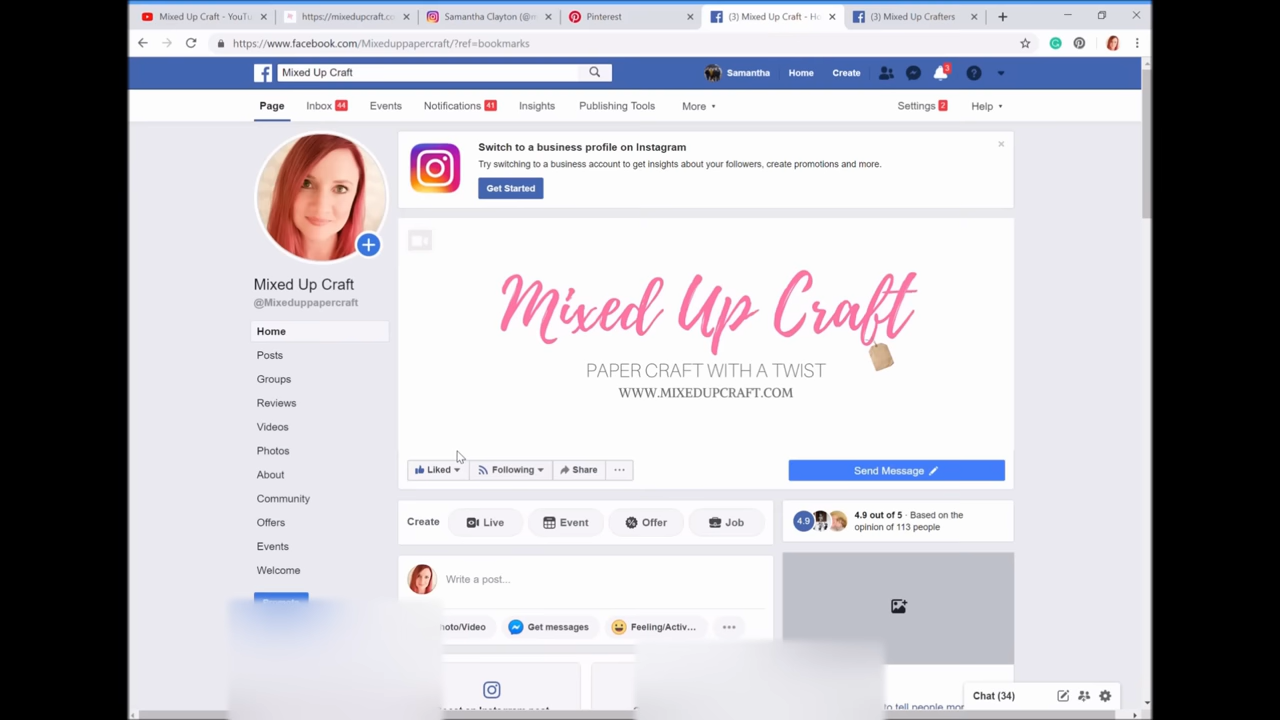 Mixed Up Craft - YouTu
https://mixedupcraft.co
Samantha Clayton (@m
Pinterest
(3) Mixed Up Craft - Ho
(3) Mixed Up Crafters
https://www.facebook.com/Mixeduppapercraft/?ref=bookmarks
Mixed Up Craft
Samantha
Home
Create
3
Page
Inbox 44
Events
Notifications 41
Insights
Publishing Tools
More
Settings 2
Help
Switch to a business profile on Instagram
Try switching to a business account to get insights about your followers, create promotions and more.
Get Started
Mixed Up Craft
@Mixeduppapercraft
Home
Posts
Groups
Reviews
Videos
Photos
About
Community
Offers
Events
Welcome
Mixed Up Craft
PAPER CRAFT WITH A TWIST
WWW.MIXEDUPCRAFT.COM
Liked
Following
Share
Send Message
Create
Live
Event
Offer
Job
4.9
4.9 out of 5 · Based on the
opinion of 113 people
Write a post...
oto/Video
Get messages
Feeling/Activ...
to tell people mor
Chat (34)